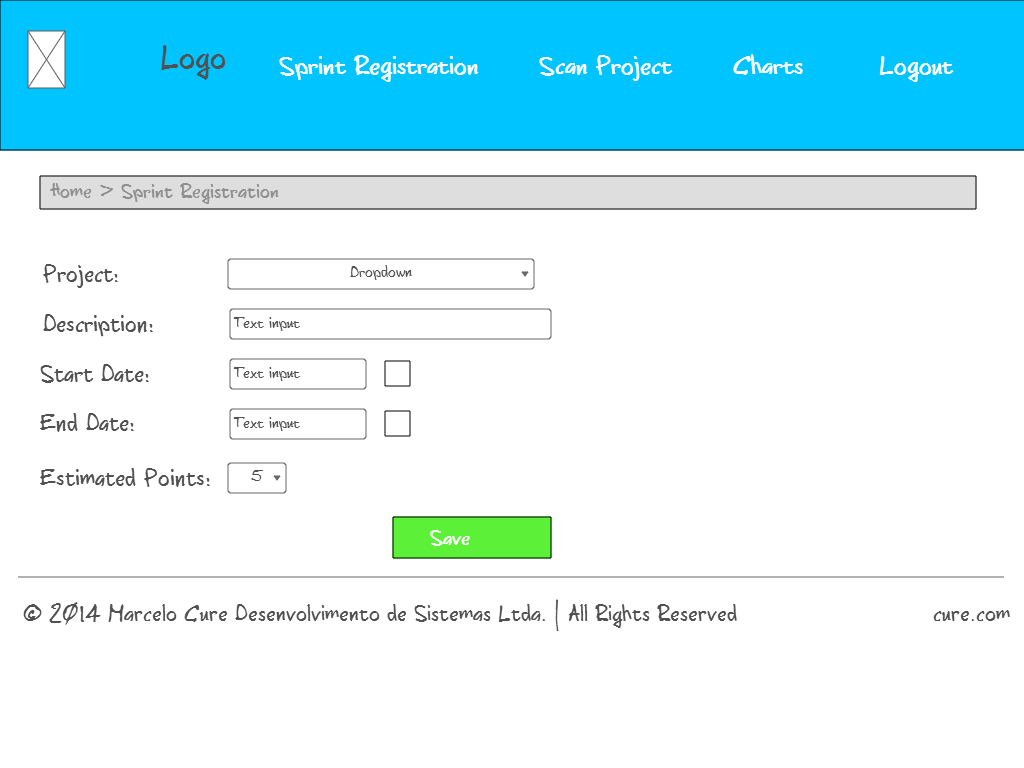 Logo Sprint Registration Scan Project Charts Logout
Home > Sprint Registration
Project: Dropdown
Description: Text input
Start Date: Text input
End Date: Text input
Estimated Points: 5
Save
© 2014 Marcelo Cure Desenvolvimento de Sistemas Ltda. | All Rights Reserved cure.com